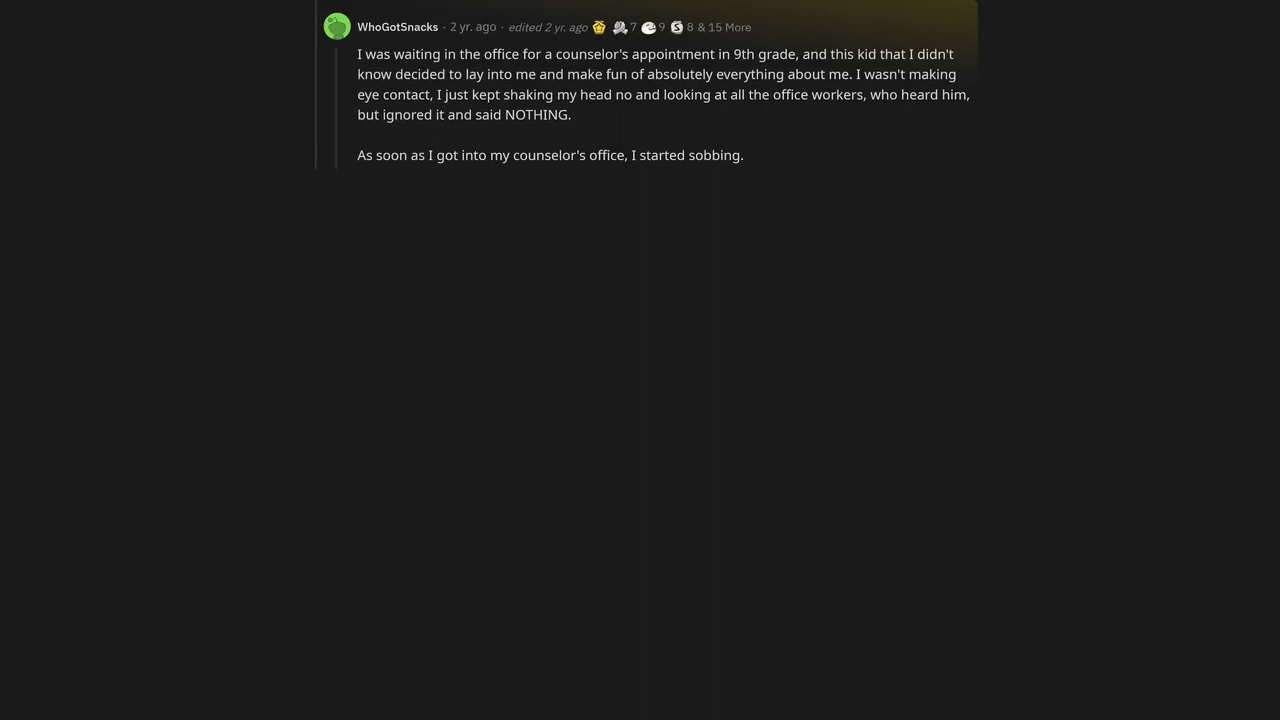 WhoGotSnacks · 2 yr. ago · edited 2 yr. ago 7 9 S 8 & 15 More
I was waiting in the office for a counselor's appointment in 9th grade, and this kid that I didn't
know decided to lay into me and make fun of absolutely everything about me. I wasn't making
eye contact, I just kept shaking my head no and looking at all the office workers, who heard him,
but ignored it and said NOTHING.
As soon as I got into my counselor's office, I started sobbing.